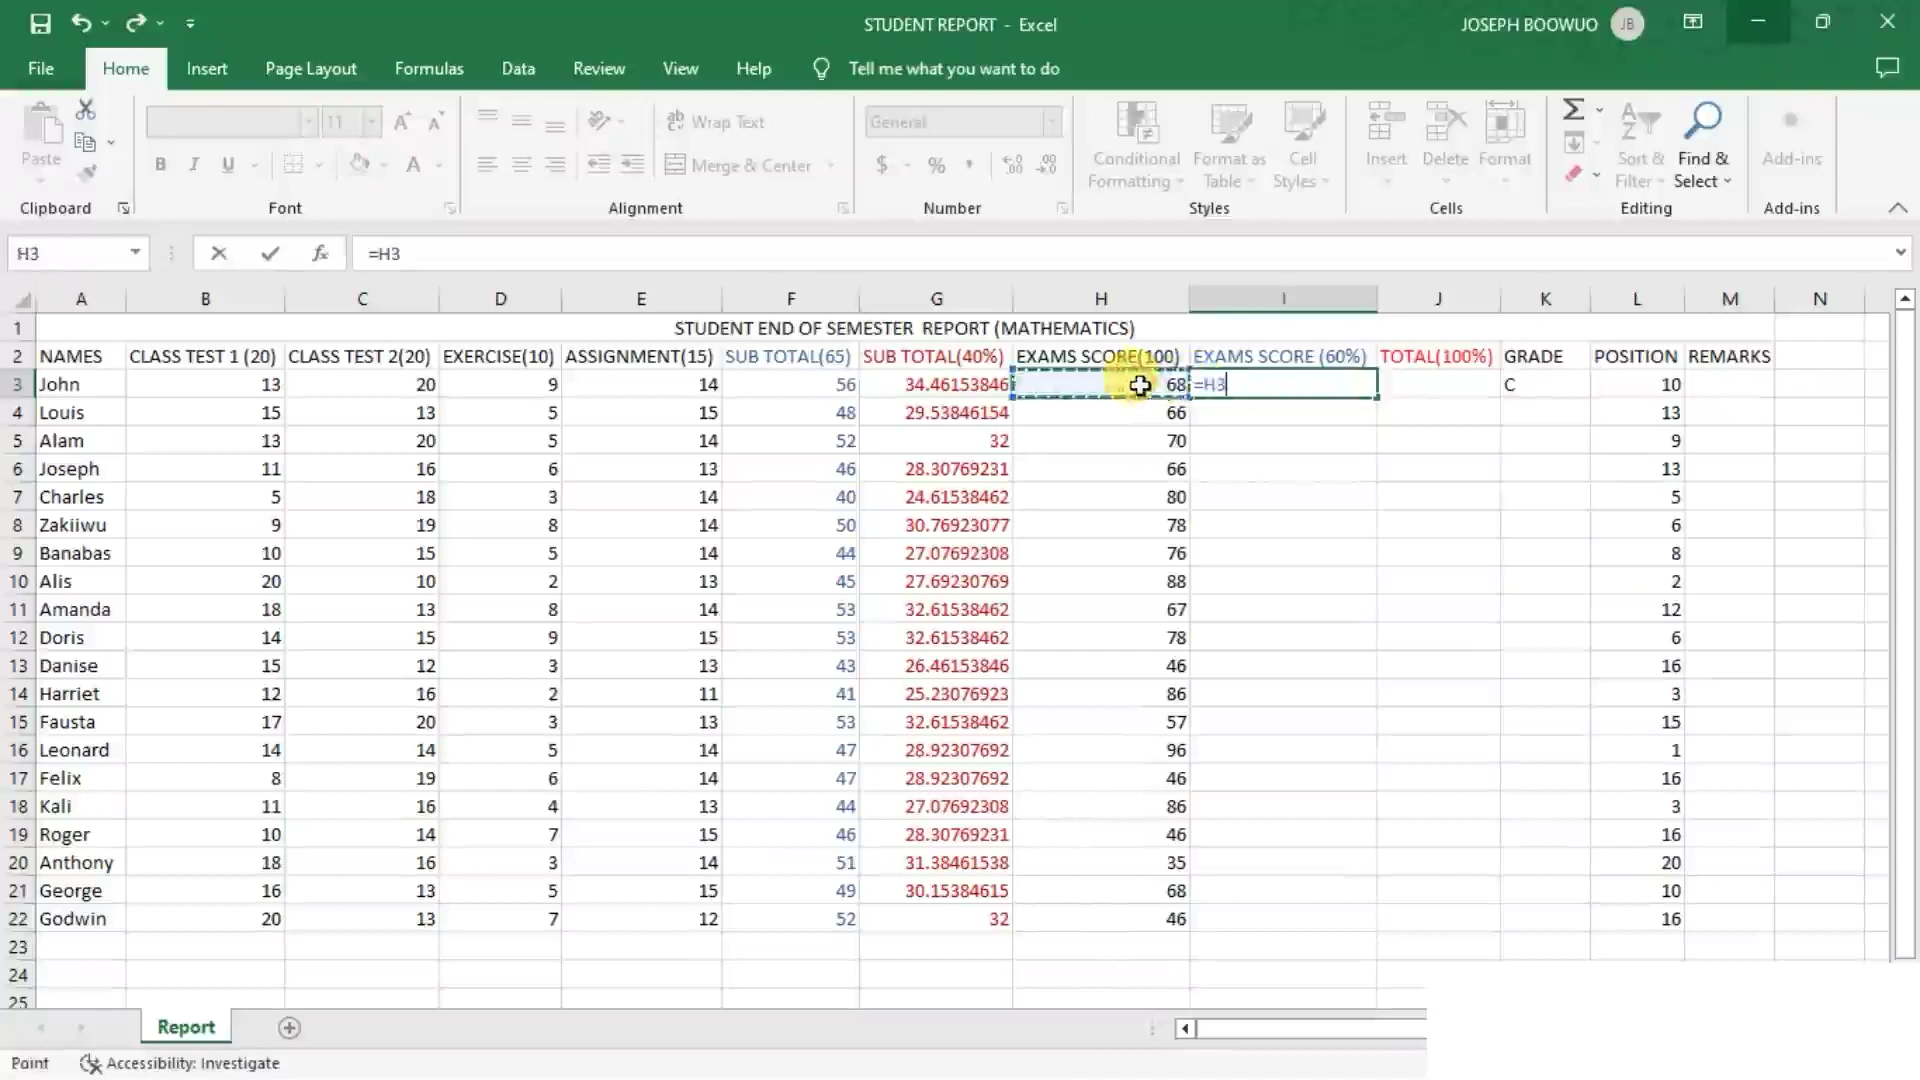 STUDENT REPORT - Excel
JOSEPH BOOWUO JB
File Home Insert Page Layout Formulas Data Review View Help Tell me what you want to do
Paste
Clipboard
11
B I U A
Font
Wrap Text
Merge & Center
Alignment
General
$ % ,
Number
Conditional Formatting
Format as Table
Cell Styles
Styles
Insert Delete Format
Cells
Sort & Filter
Find & Select
Editing
Add-ins
Add-ins
H3 fx =H3
A B C D E F G H I J K L M N
1 STUDENT END OF SEMESTER REPORT (MATHEMATICS)
2 NAMES CLASS TEST 1 (20) CLASS TEST 2(20) EXERCISE(10) ASSIGNMENT(15) SUB TOTAL(65) SUB TOTAL(40%) EXAMS SCORE(100) EXAMS SCORE (60%) TOTAL(100%) GRADE POSITION REMARKS
3 John 13 20 9 14 56 34.46153846 68 =H3 C 10
4 Louis 15 13 5 15 48 29.53846154 66 13
5 Alam 13 20 5 14 52 32 70 9
6 Joseph 11 16 6 13 46 28.30769231 66 13
7 Charles 5 18 3 14 40 24.61538462 80 5
8 Zakiiwu 9 19 8 14 50 30.76923077 78 6
9 Banabas 10 15 5 14 44 27.07692308 76 8
10 Alis 20 10 2 13 45 27.69230769 88 2
11 Amanda 18 13 8 14 53 32.61538462 67 12
12 Doris 14 15 9 15 53 32.61538462 78 6
13 Danise 15 12 3 13 43 26.46153846 46 16
14 Harriet 12 16 2 11 41 25.23076923 86 3
15 Fausta 17 20 3 13 53 32.61538462 57 15
16 Leonard 14 14 5 14 47 28.92307692 96 1
17 Felix 8 19 6 14 47 28.92307692 46 16
18 Kali 11 16 4 13 44 27.07692308 86 3
19 Roger 10 14 7 15 46 28.30769231 46 16
20 Anthony 18 16 3 14 51 31.38461538 35 20
21 George 16 13 5 15 49 30.15384615 68 10
22 Godwin 20 13 7 12 52 32 46 16
23
24
25
Report
Point Accessibility: Investigate